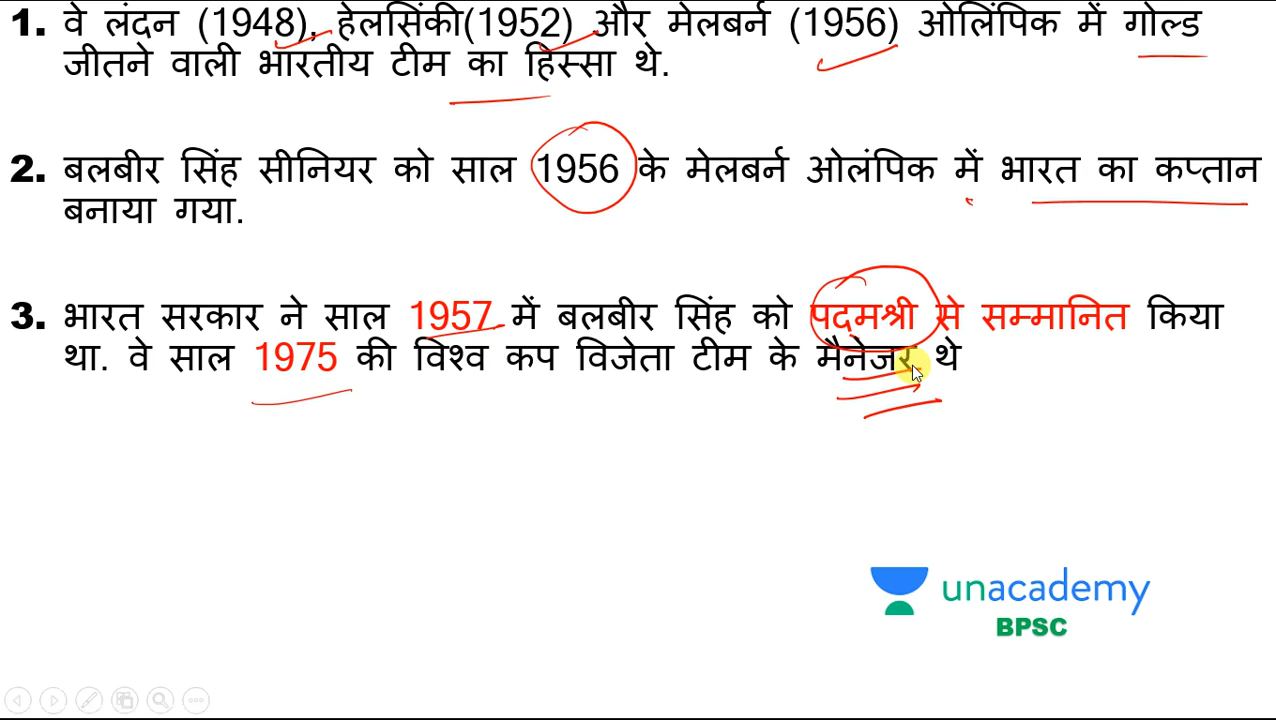 1. वे लंदन (1948), हेलसिंकी(1952) और मेलबर्न (1956) ओलिंपिक में गोल्ड
जीतने वाली भारतीय टीम का हिस्सा थे.
2. बलबीर सिंह सीनियर को साल 1956 के मेलबर्न ओलंपिक में भारत का कप्तान
बनाया गया.
3. भारत सरकार ने साल 1957 में बलबीर सिंह को पदमश्री से सम्मानित किया
था. वे साल 1975 की विश्व कप विजेता टीम के मैनेजर थे
unacademy
BPSC